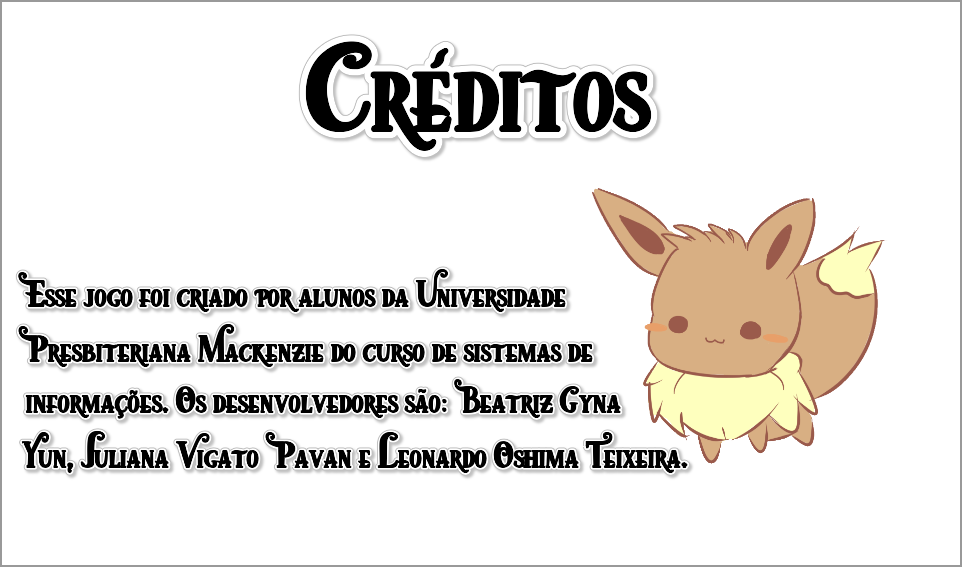 Créditos
Esse jogo foi criado por alunos da Universidade
Presbiteriana Mackenzie do curso de sistemas de
informações. Os desenvolvedores são: Beatriz Gyna
Yun, Juliana Vigato Pavan e Leonardo Oshima Teixeira.